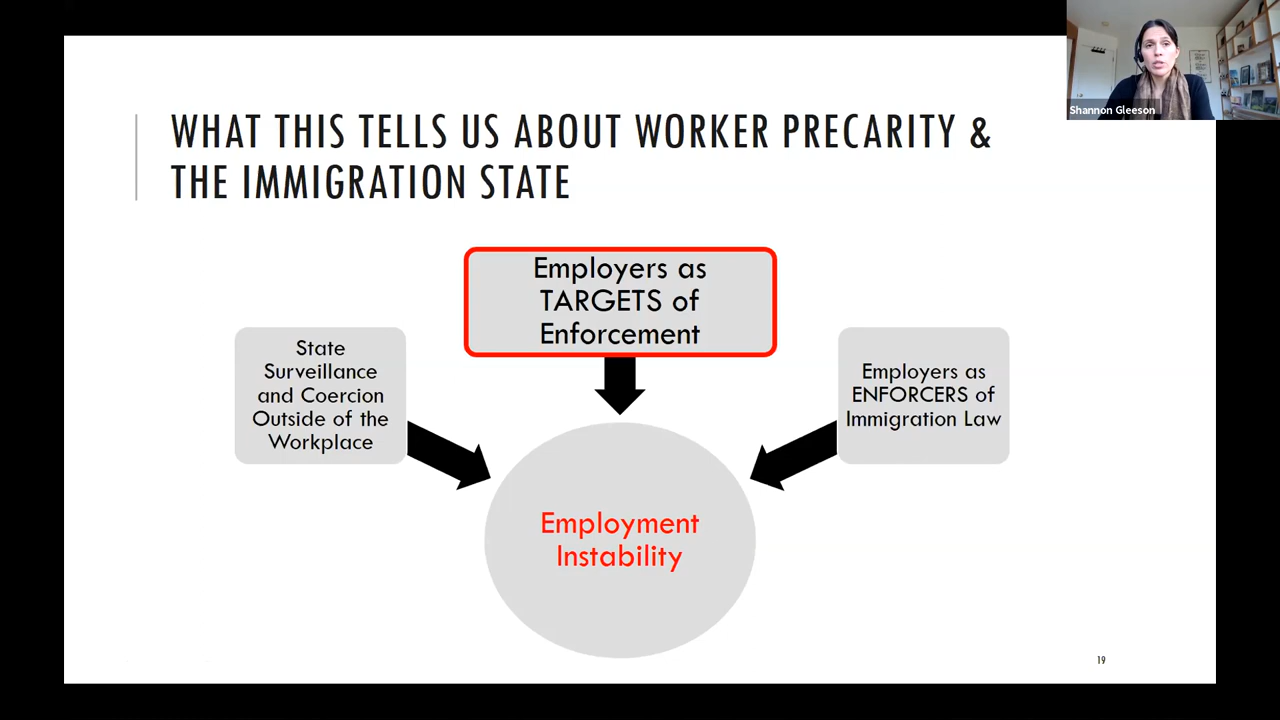 Shannon Gleeson
WHAT THIS TELLS US ABOUT WORKER PRECARITY &
THE IMMIGRATION STATE
Employers as
TARGETS of
Enforcement
State
Surveillance
and Coercion
Outside of the
Workplace
Employers as
ENFORCERS of
Immigration Law
Employment
Instability
19